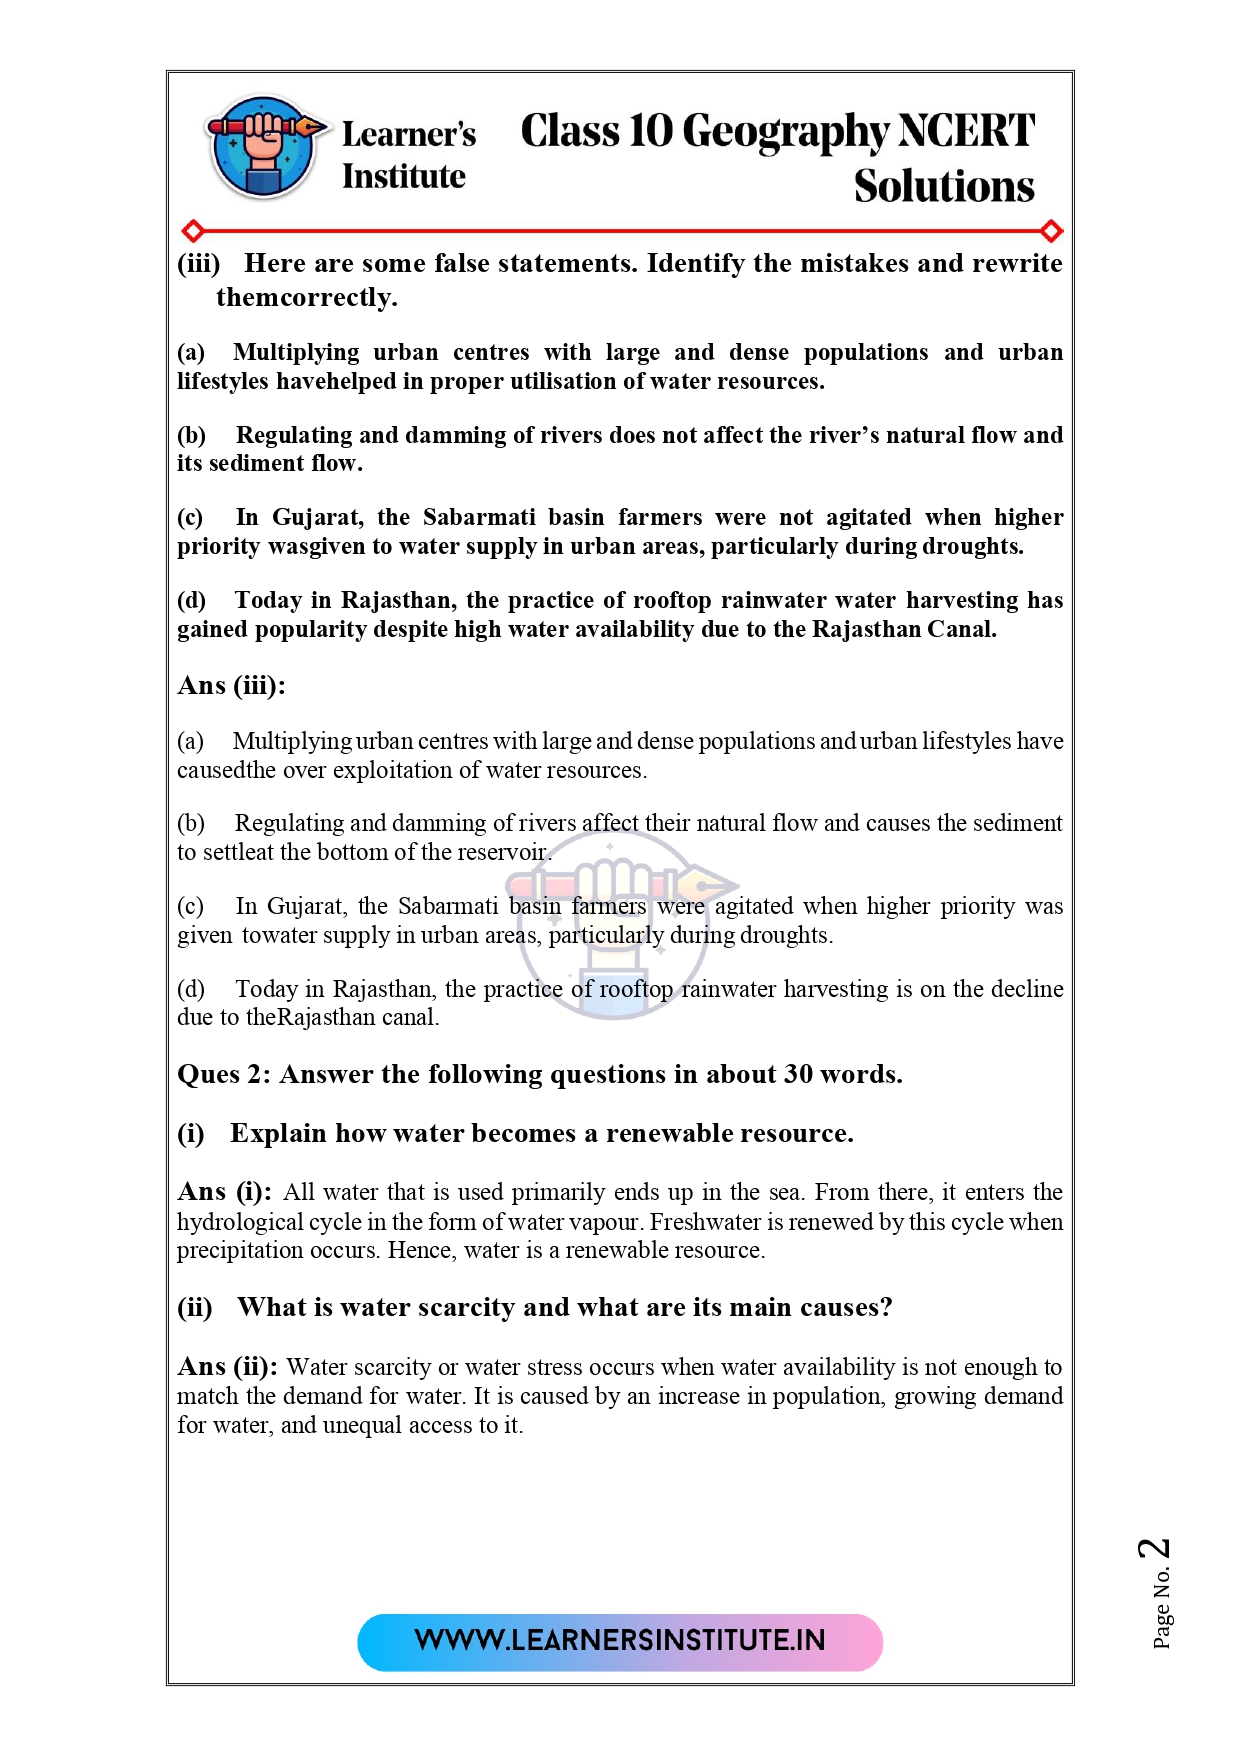 Learner's
Institute
Class 10 Geography NCERT
Solutions
(iii) Here are some false statements. Identify the mistakes and rewrite
themcorrectly.
(a) Multiplying urban centres with large and dense populations and urban
lifestyles havehelped in proper utilisation of water resources.
(b) Regulating and damming of rivers does not affect the river’s natural flow and
its sediment flow.
(c) In Gujarat, the Sabarmati basin farmers were not agitated when higher
priority wasgiven to water supply in urban areas, particularly during droughts.
(d) Today in Rajasthan, the practice of rooftop rainwater water harvesting has
gained popularity despite high water availability due to the Rajasthan Canal.
Ans (iii):
(a) Multiplying urban centres with large and dense populations and urban lifestyles have
causedthe over exploitation of water resources.
(b) Regulating and damming of rivers affect their natural flow and causes the sediment
to settleat the bottom of the reservoir.
(c) In Gujarat, the Sabarmati basin farmers were agitated when higher priority was
given towater supply in urban areas, particularly during droughts.
(d) Today in Rajasthan, the practice of rooftop rainwater harvesting is on the decline
due to theRajasthan canal.
Ques 2: Answer the following questions in about 30 words.
(i) Explain how water becomes a renewable resource.
Ans (i): All water that is used primarily ends up in the sea. From there, it enters the
hydrological cycle in the form of water vapour. Freshwater is renewed by this cycle when
precipitation occurs. Hence, water is a renewable resource.
(ii) What is water scarcity and what are its main causes?
Ans (ii): Water scarcity or water stress occurs when water availability is not enough to
match the demand for water. It is caused by an increase in population, growing demand
for water, and unequal access to it.
Page No. 2
WWW.LEARNERSINSTITUTE.IN